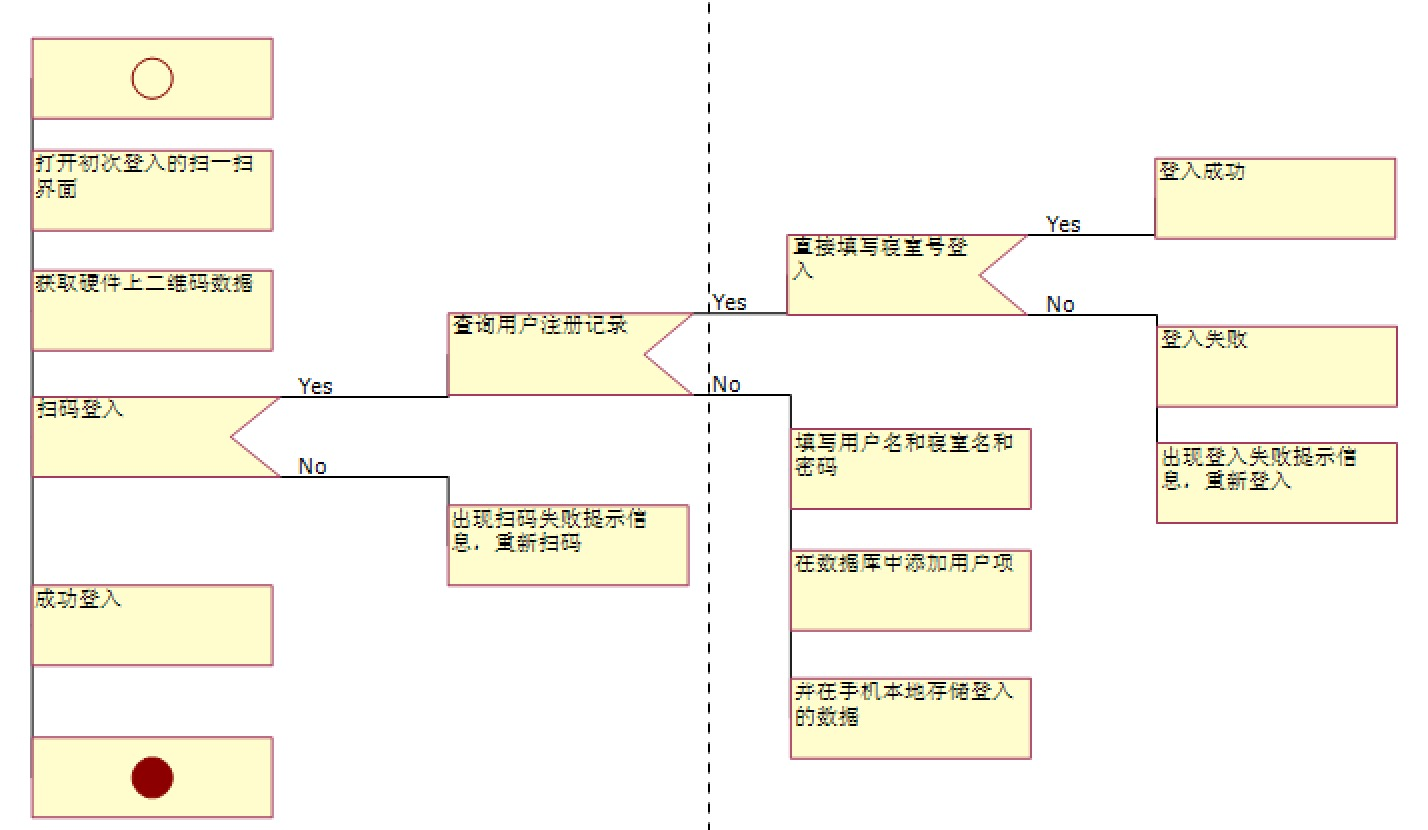 打开初次登入的扫一扫
界面
获取硬件上二维码数据
扫码登入
Yes
No
成功登入
查询用户注册记录
Yes
No
出现扫码失败提示信
息，重新扫码
直接填写寝室号登
入
Yes
No
填写用户名和寝室名和
密码
在数据库中添加用户项
并在手机本地存储登入
的数据
登入成功
登入失败
出现登入失败提示信
息，重新登入